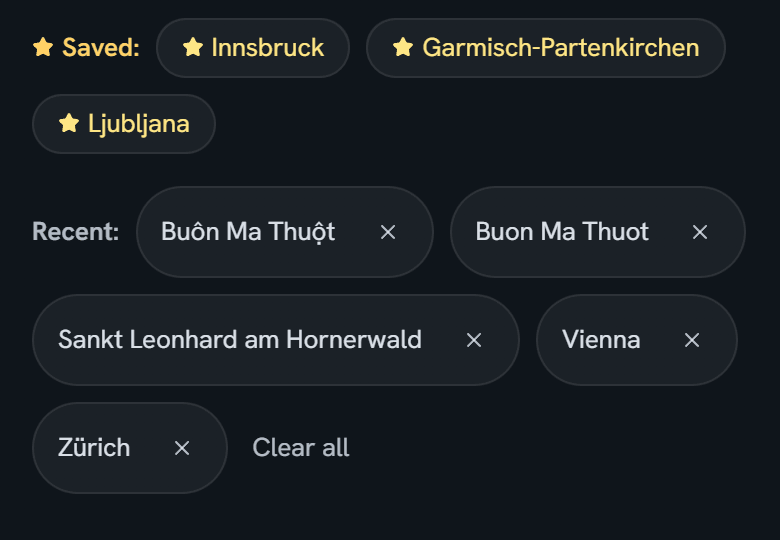 Saved: Innsbruck Garmisch-Partenkirchen
Ljubljana
Recent: Buôn Ma Thuột Buon Ma Thuot
Sankt Leonhard am Hornerwald Vienna
Zürich Clear all